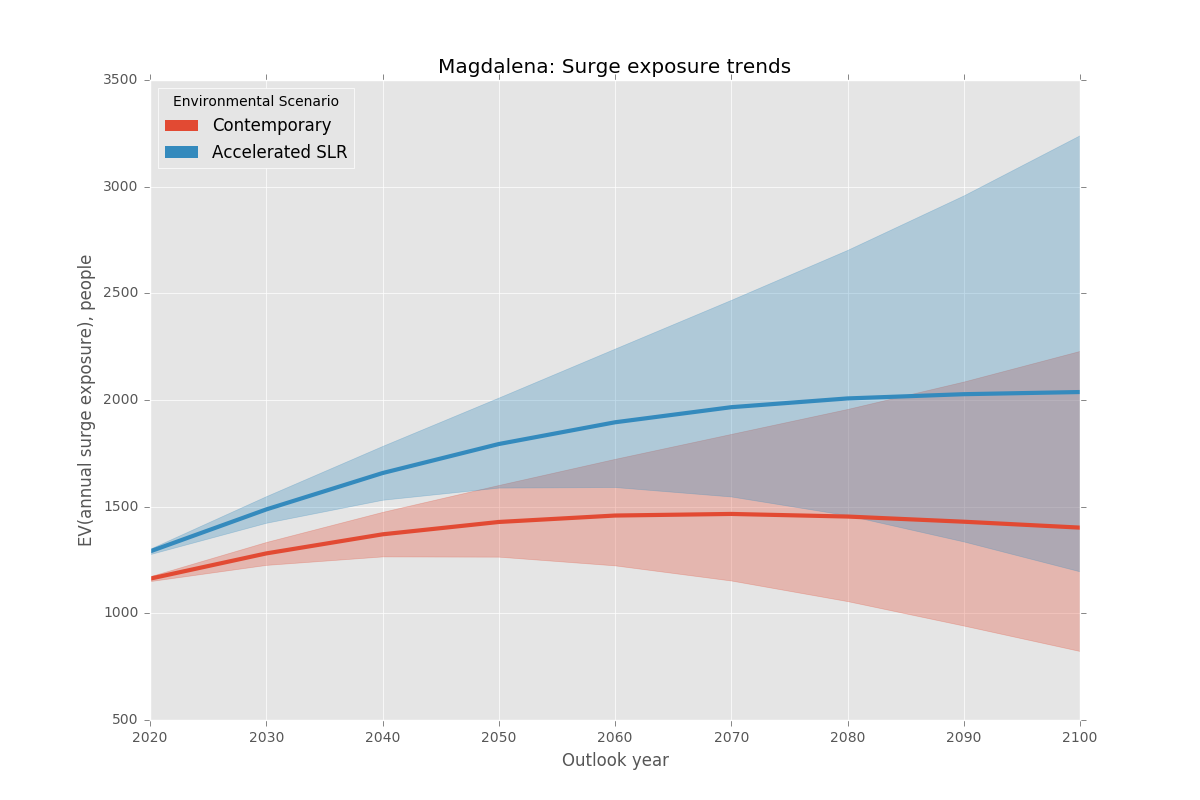 Magdalena: Surge exposure trends
Environmental Scenario
Contemporary
Accelerated SLR
EV(annual surge exposure), people
3500
3000
2500
2000
1500
1000
500
2020 2030 2040 2050 2060 2070 2080 2090 2100
Outlook year